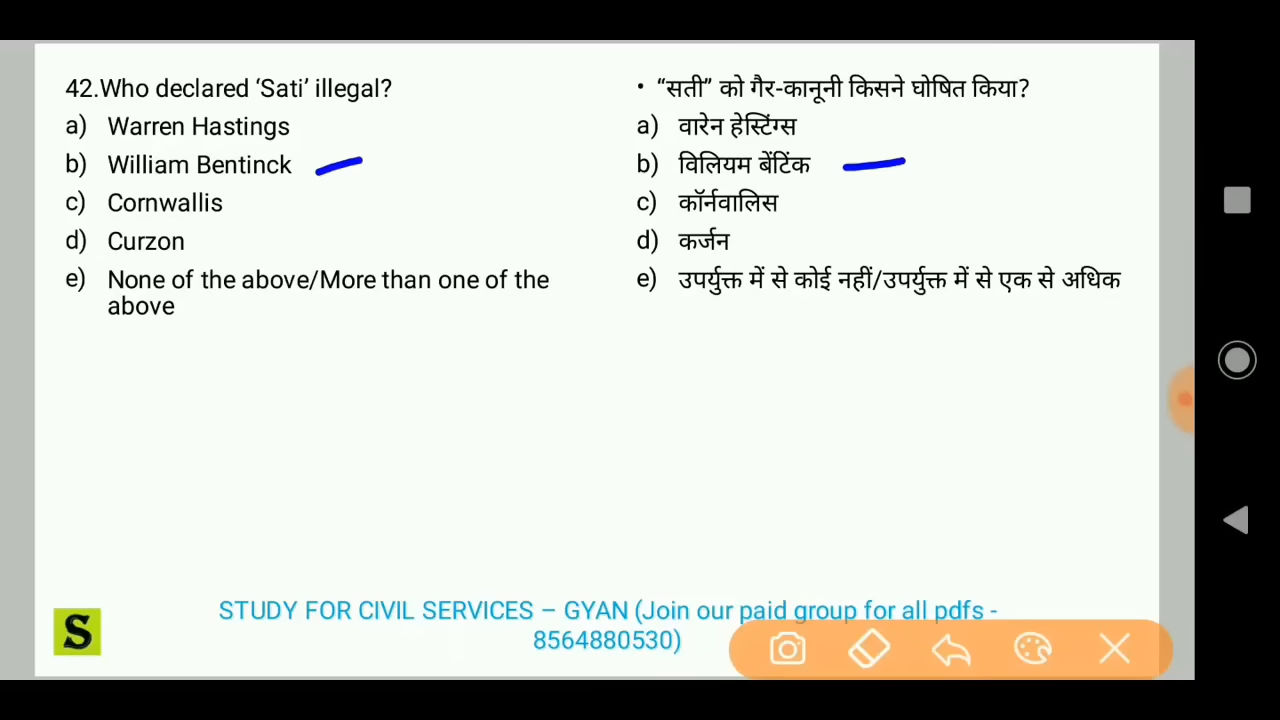 42.Who declared ‘Sati’ illegal?
a) Warren Hastings
b) William Bentinck
c) Cornwallis
d) Curzon
e) None of the above/More than one of the
above
• “सती” को गैर-कानूनी किसने घोषित किया?
a) वारेन हेस्टिंग्स
b) विलियम बेंटिंक
c) कॉर्नवालिस
d) कर्जन
e) उपर्युक्त में से कोई नहीं/उपर्युक्त में से एक से अधिक
S
STUDY FOR CIVIL SERVICES – GYAN (Join our paid group for all pdfs -
8564880530)